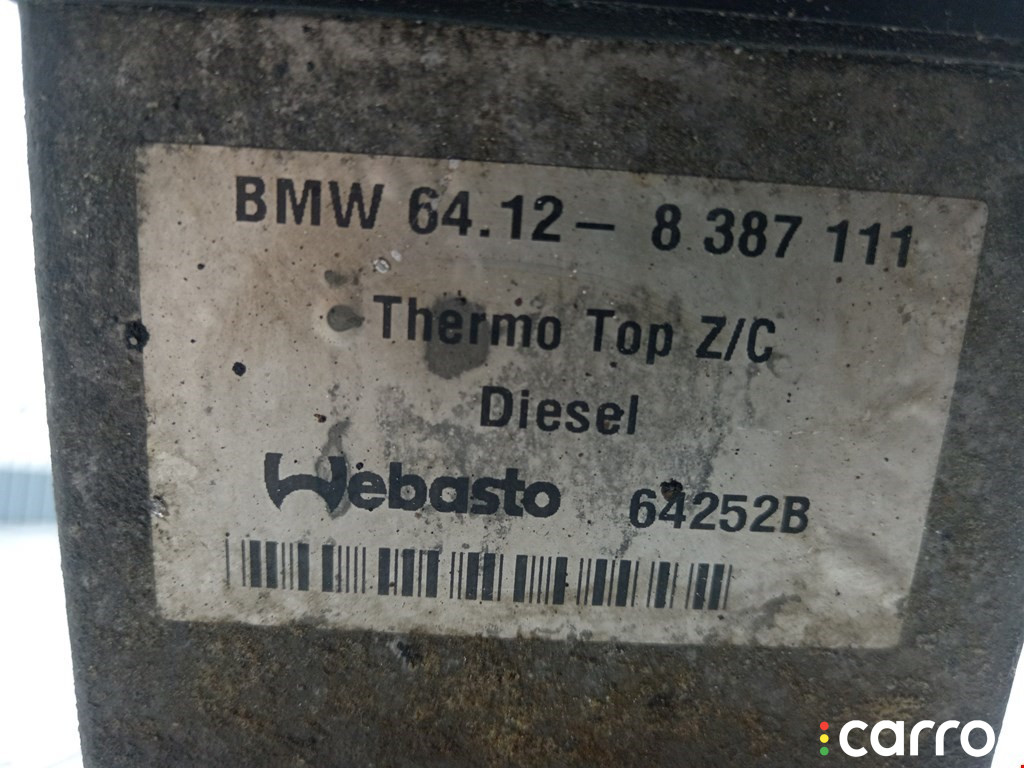 BMW 64.12– 8 387 111
Thermo Top Z/C
Diesel
Webasto 64252B
carro